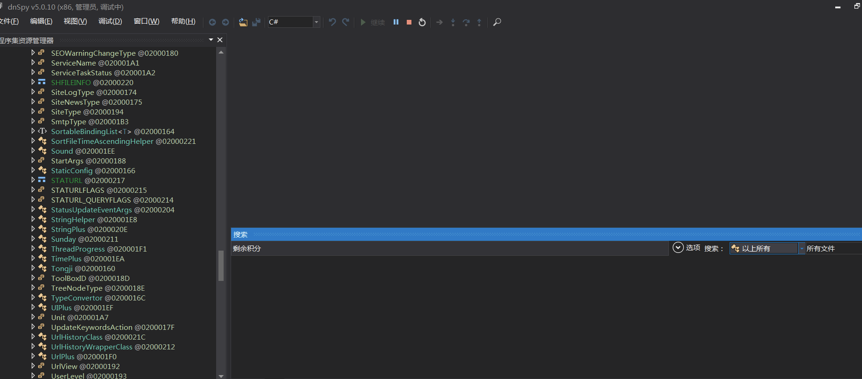 dnSpy v5.0.10 (x86, 管理员, 调试中)
文件(F) 编辑(E) 视图(V) 调试(D) 窗口(W) 帮助(H) C# 继续
程序集资源管理器
SEOWarningChangeType @02000180
ServiceName @020001A1
ServiceTaskStatus @020001A2
SHFILEINFO @02000220
SiteLogType @02000174
SiteNewsType @02000175
SiteType @02000194
SmtpType @020001B3
SortableBindingList<T> @02000164
SortFileTimeAscendingHelper @02000221
Sound @020001EE
StartArgs @02000188
StaticConfig @02000166
STATURL @02000217
STATURLFLAGS @02000215
STATURL_QUERYFLAGS @02000214
StatusUpdateEventArgs @02000204
StringHelper @020001E8
StringPlus @0200020E
Sunday @02000211
ThreadProgress @020001F1
TimePlus @020001EA
Tongji @02000160
ToolBoxID @0200018D
TreeNodeType @0200018E
TypeConvertor @0200016C
UIPlus @020001EF
Unit @020001A7
UpdateKeywordsAction @0200017F
UrlHistoryClass @0200021C
UrlHistoryWrapperClass @02000212
UrlPlus @020001F0
UrlView @02000192
UserLevel @02000193
搜索
剩余积分 选项 搜索： 以上所有 所有文件